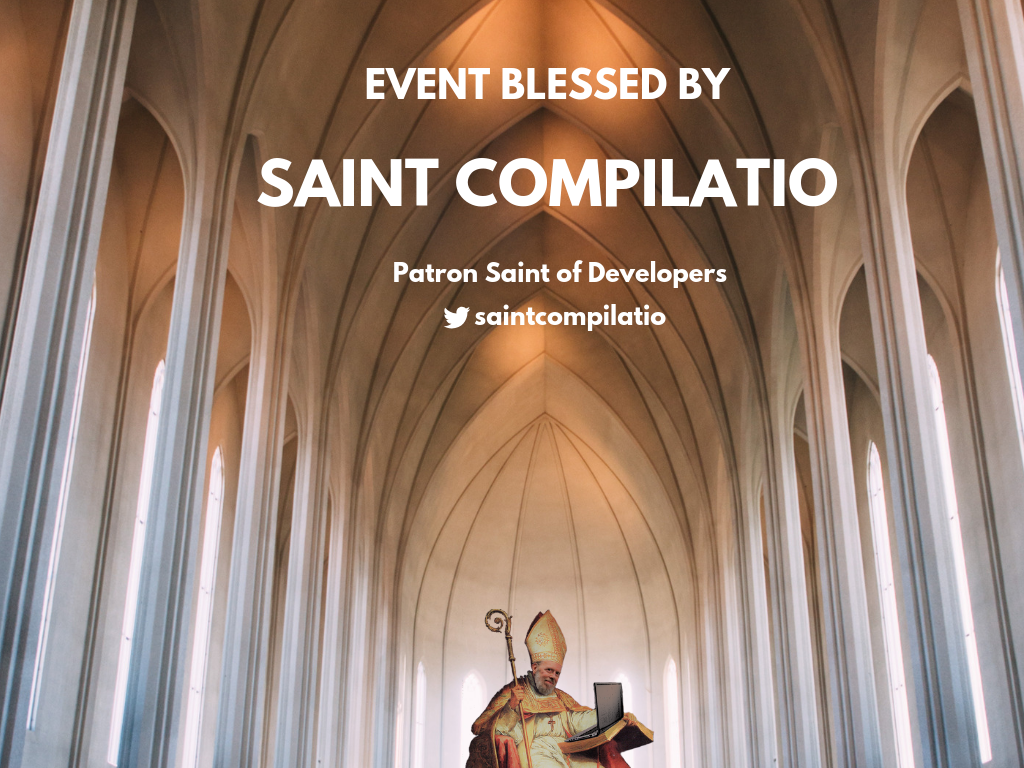 EVENT BLESSED BY
SAINT COMPILATIO
Patron Saint of Developers
saintcompilatio